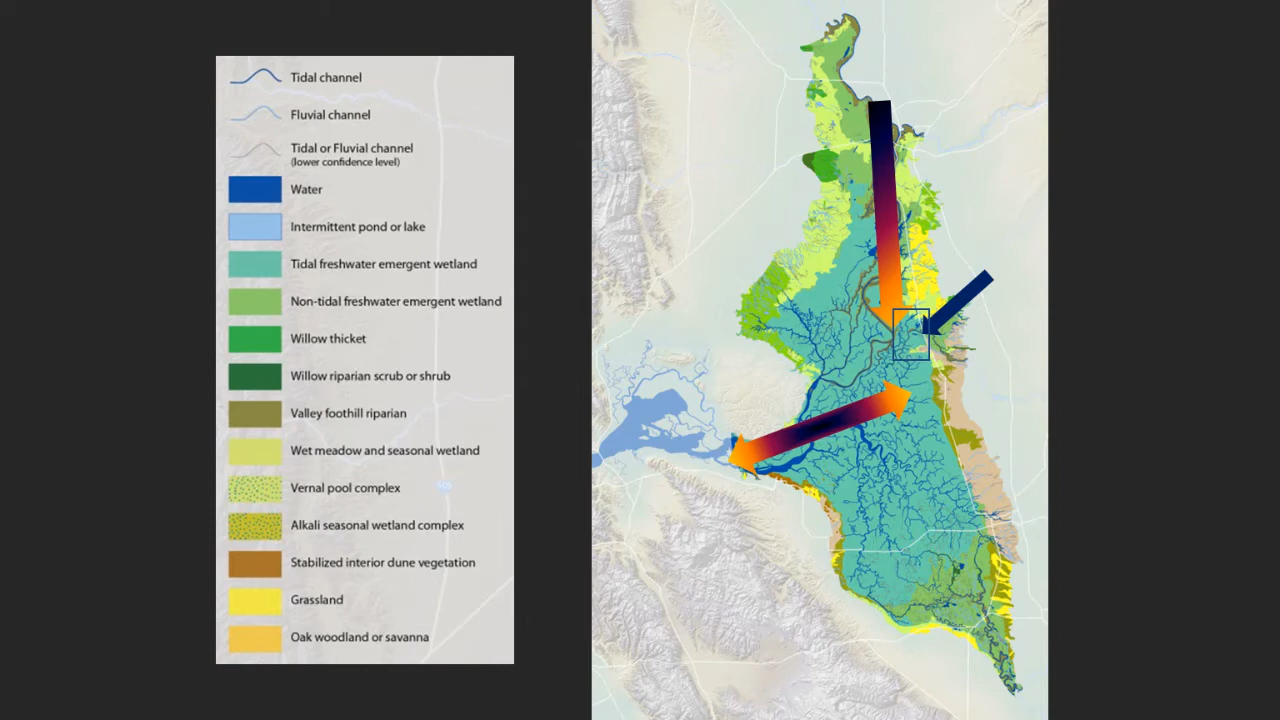 Tidal channel
Fluvial channel
Tidal or Fluvial channel
(lower confidence level)
Water
Intermittent pond or lake
Tidal freshwater emergent wetland
Non-tidal freshwater emergent wetland
Willow thicket
Willow riparian scrub or shrub
Valley foothill riparian
Wet meadow and seasonal wetland
Vernal pool complex
Alkali seasonal wetland complex
Stabilized interior dune vegetation
Grassland
Oak woodland or savanna